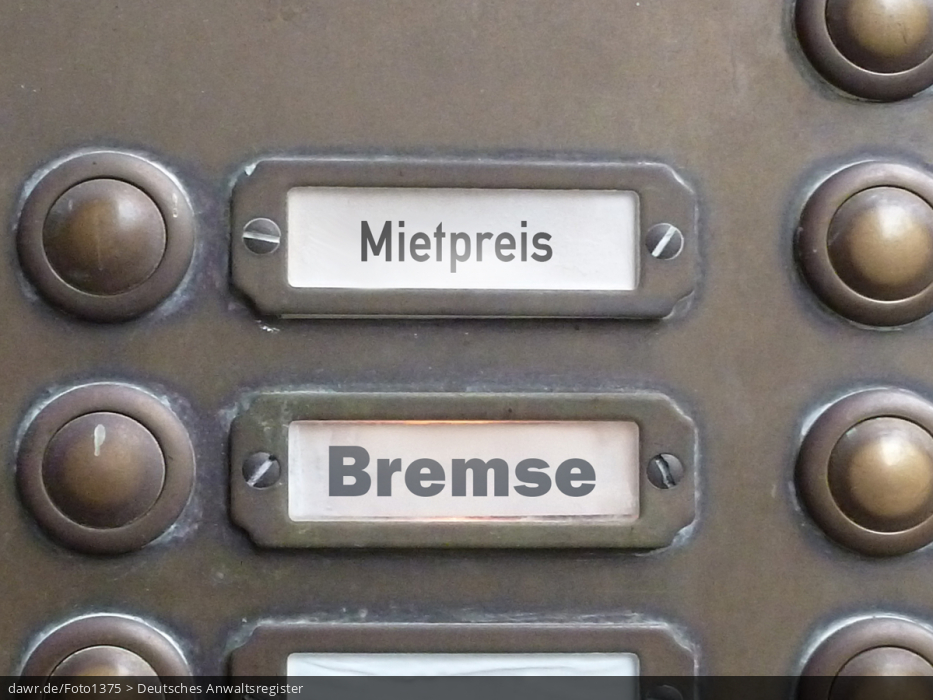 Mietpreis
Bremse
dawr.de/Foto1375 > Deutsches Anwaltsregister